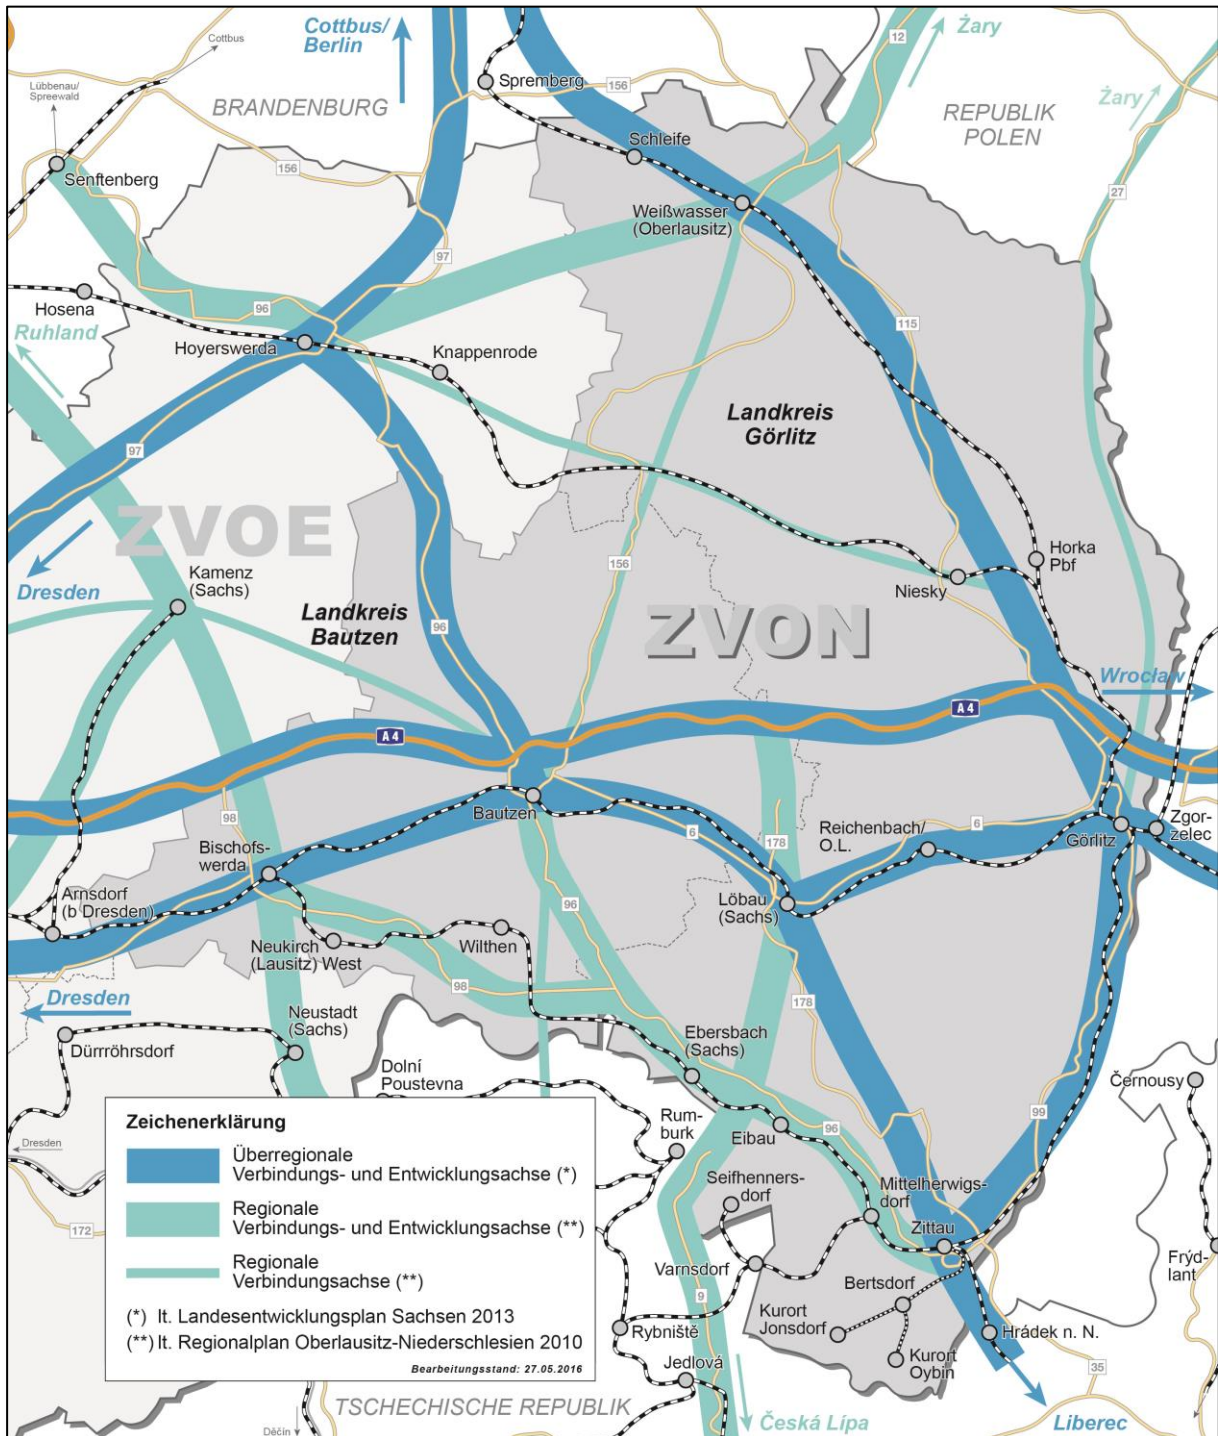 Cottbus/
Berlin
Żary
12
Cottbus
Spremberg
156
Lübbenau/
Spreewald
BRANDENBURG
REPUBLIK
POLEN
Żary
Schleife
156
Senftenberg
27
Weißwasser
(Oberlausitz)
97
Hosena
96
115
Ruhland
Hoyerswerda
Knappenrode
Landkreis
Görlitz
97
ZVOE
Dresden
Kamenz
(Sachs)
156
Horka
Pbf
Niesky
Landkreis
Bautzen
96
ZVON
Wrocław
A 4
A 4
Bautzen
98
6
178
Reichenbach/
O.L.
6
Görlitz
Zgor-
zelec
Bischofs-
werda
Arnsdorf
(b Dresden)
Löbau
(Sachs)
96
Neukirch
(Lausitz) West
Wilthen
98
178
Dresden
Neustadt
(Sachs)
Ebersbach
(Sachs)
Dürrröhrsdorf
Dolní
Poustevna
Černousy
99
Zeichenerklärung
Überregionale
Verbindungs- und Entwicklungsachse (*)
Regionale
Verbindungs- und Entwicklungsachse (**)
Regionale
Verbindungsachse (**)
(*) lt. Landesentwicklungsplan Sachsen 2013
(**) lt. Regionalplan Oberlausitz-Niederschlesien 2010
Bearbeitungsstand: 27.05.2016
Dresden
172
Rum-
burk
Eibau
96
Seifhenners-
dorf
Mittelherwigs-
dorf
Zittau
Varnsdorf
Frýd-
lant
9
Bertsdorf
Kurort
Jonsdorf
Rybniště
Hrádek n. N.
Jedlová
Kurort
Oybin
35
TSCHECHISCHE REPUBLIK
Děčín
Česká Lípa
Liberec